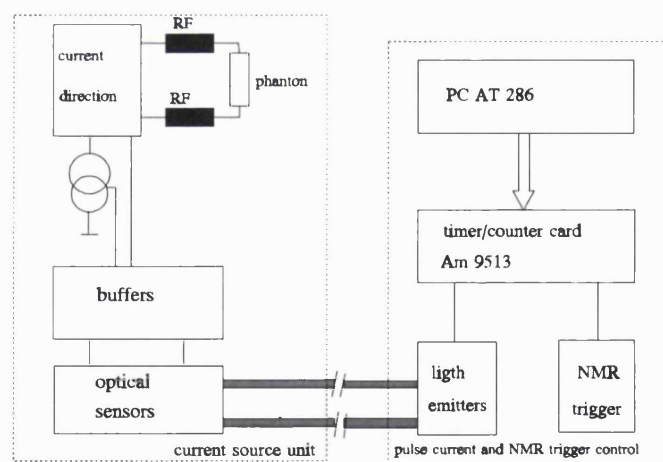 RF
current
direction
RF
phanton
PC AT 286
timer/counter card
Am 9513
buffers
optical
sensors
ligth
emitters
NMR
trigger
current source unit
pulse current and NMR trigger control